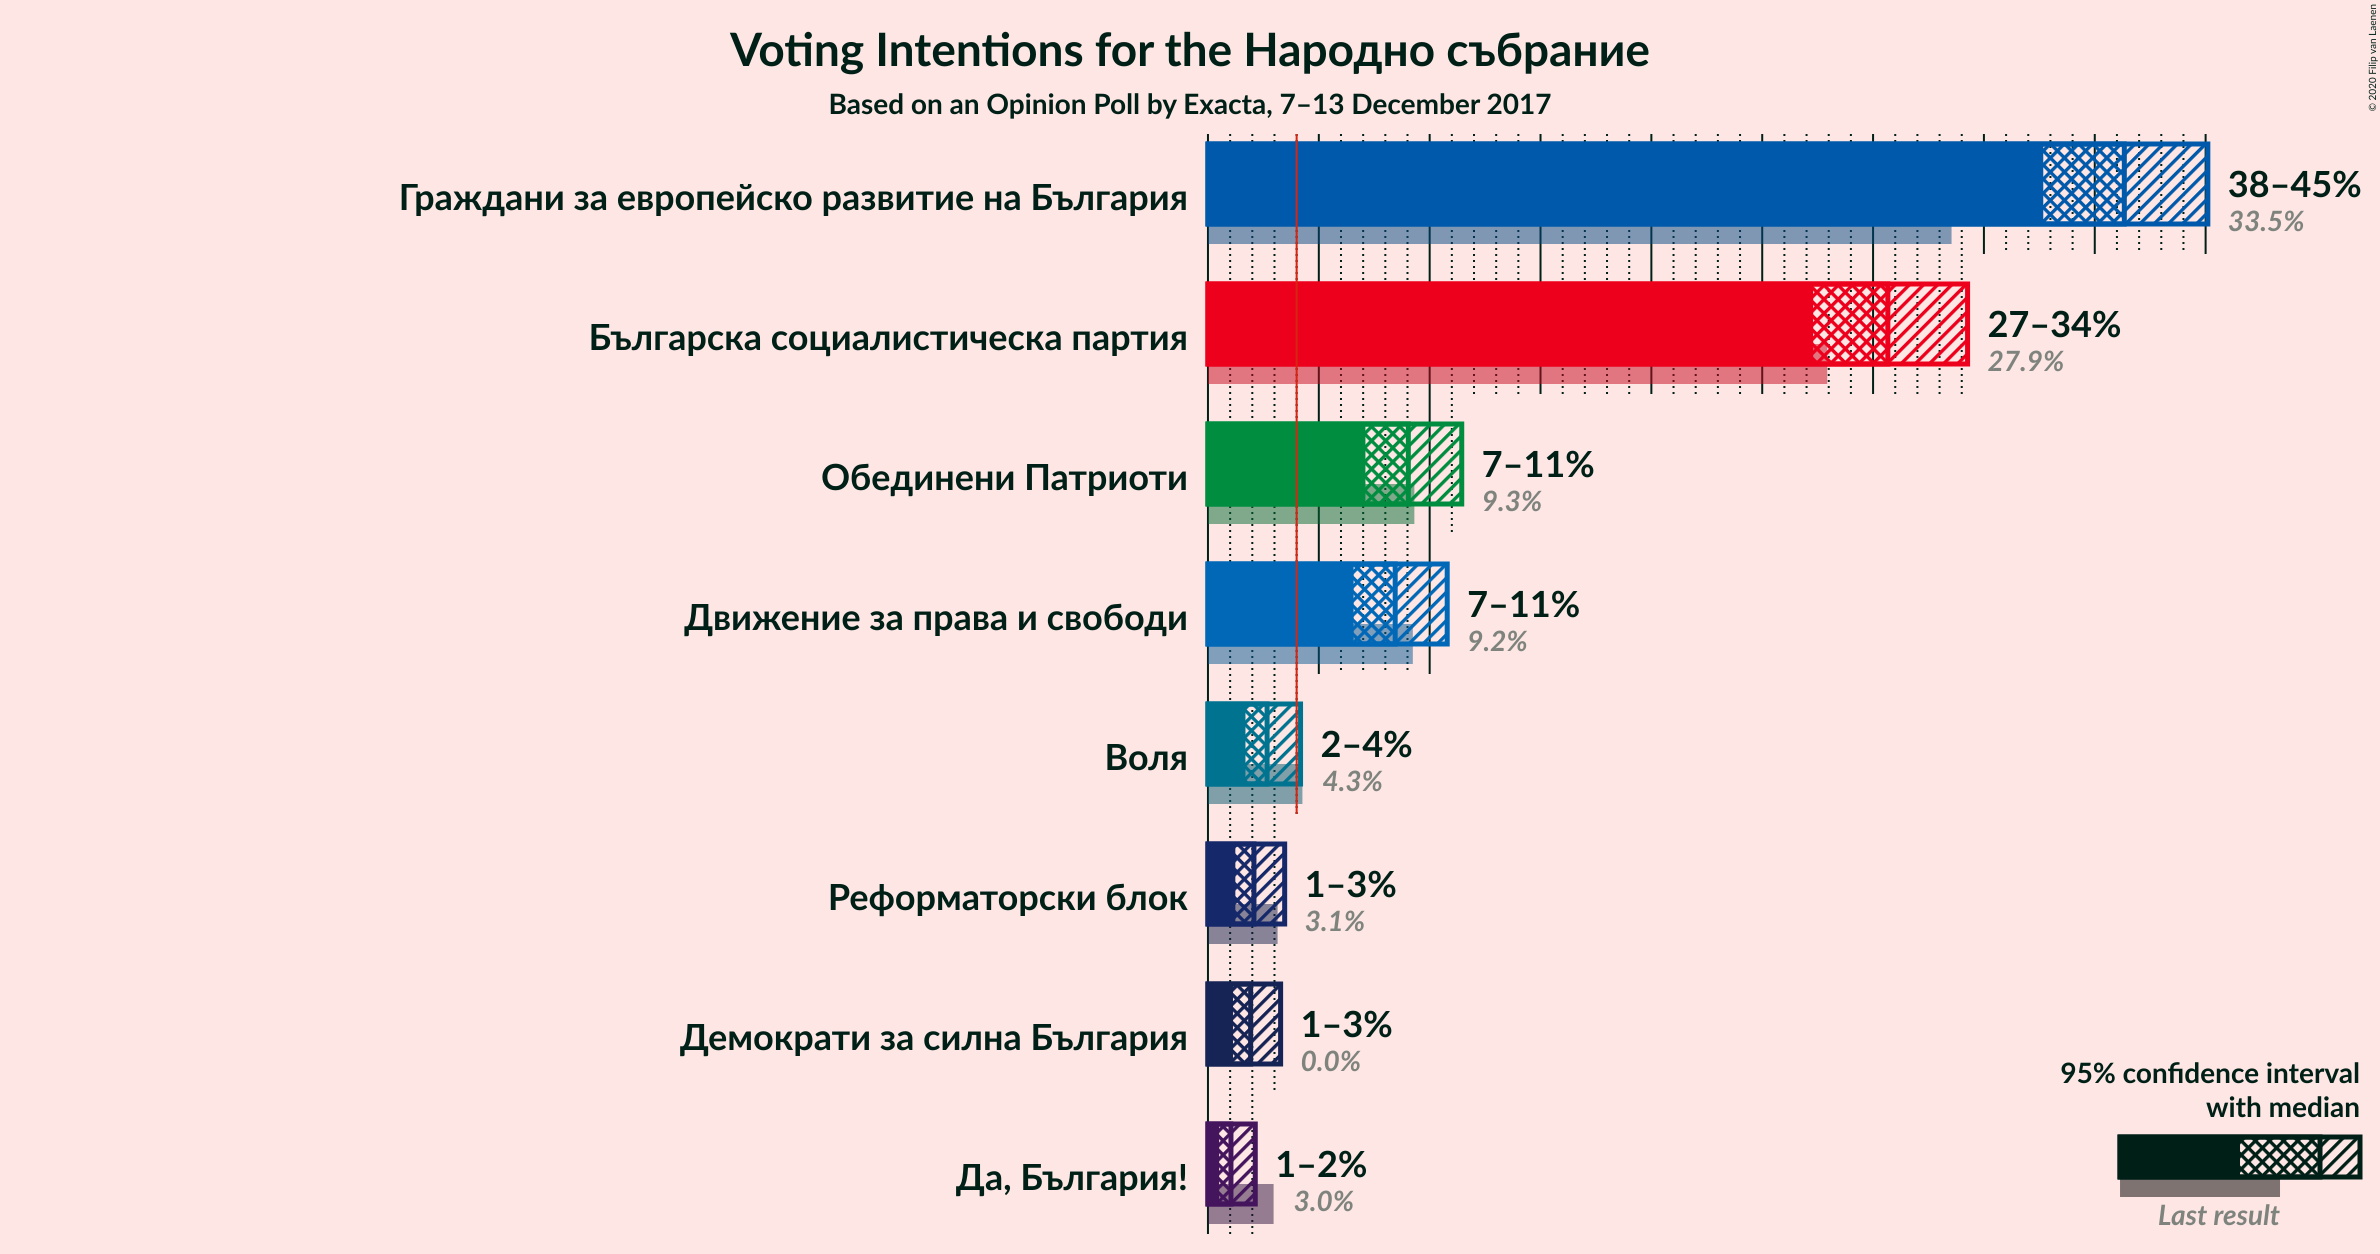 Voting Intentions for the Народно събрание
Based on an Opinion Poll by Exacta, 7–13 December 2017
© 2020 Filip van Laenen
Граждани за европейско развитие на България
38–45%
33.5%
Българска социалистическа партия
27–34%
27.9%
Обединени Патриоти
7–11%
9.3%
Движение за права и свободи
7–11%
9.2%
Воля
2–4%
4.3%
Реформаторски блок
1–3%
3.1%
Демократи за силна България
1–3%
0.0%
Да, България!
1–2%
3.0%
95% confidence interval
with median
Last result